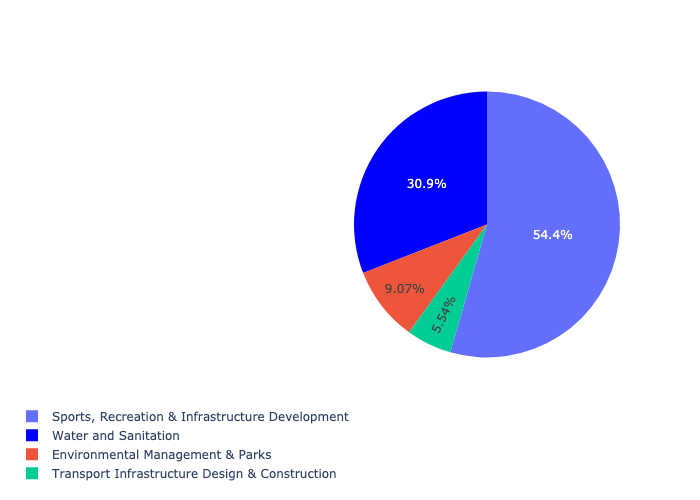 30.9%
54.4%
9.07%
5.54%
Sports, Recreation & Infrastructure Development
Water and Sanitation
Environmental Management & Parks
Transport Infrastructure Design & Construction